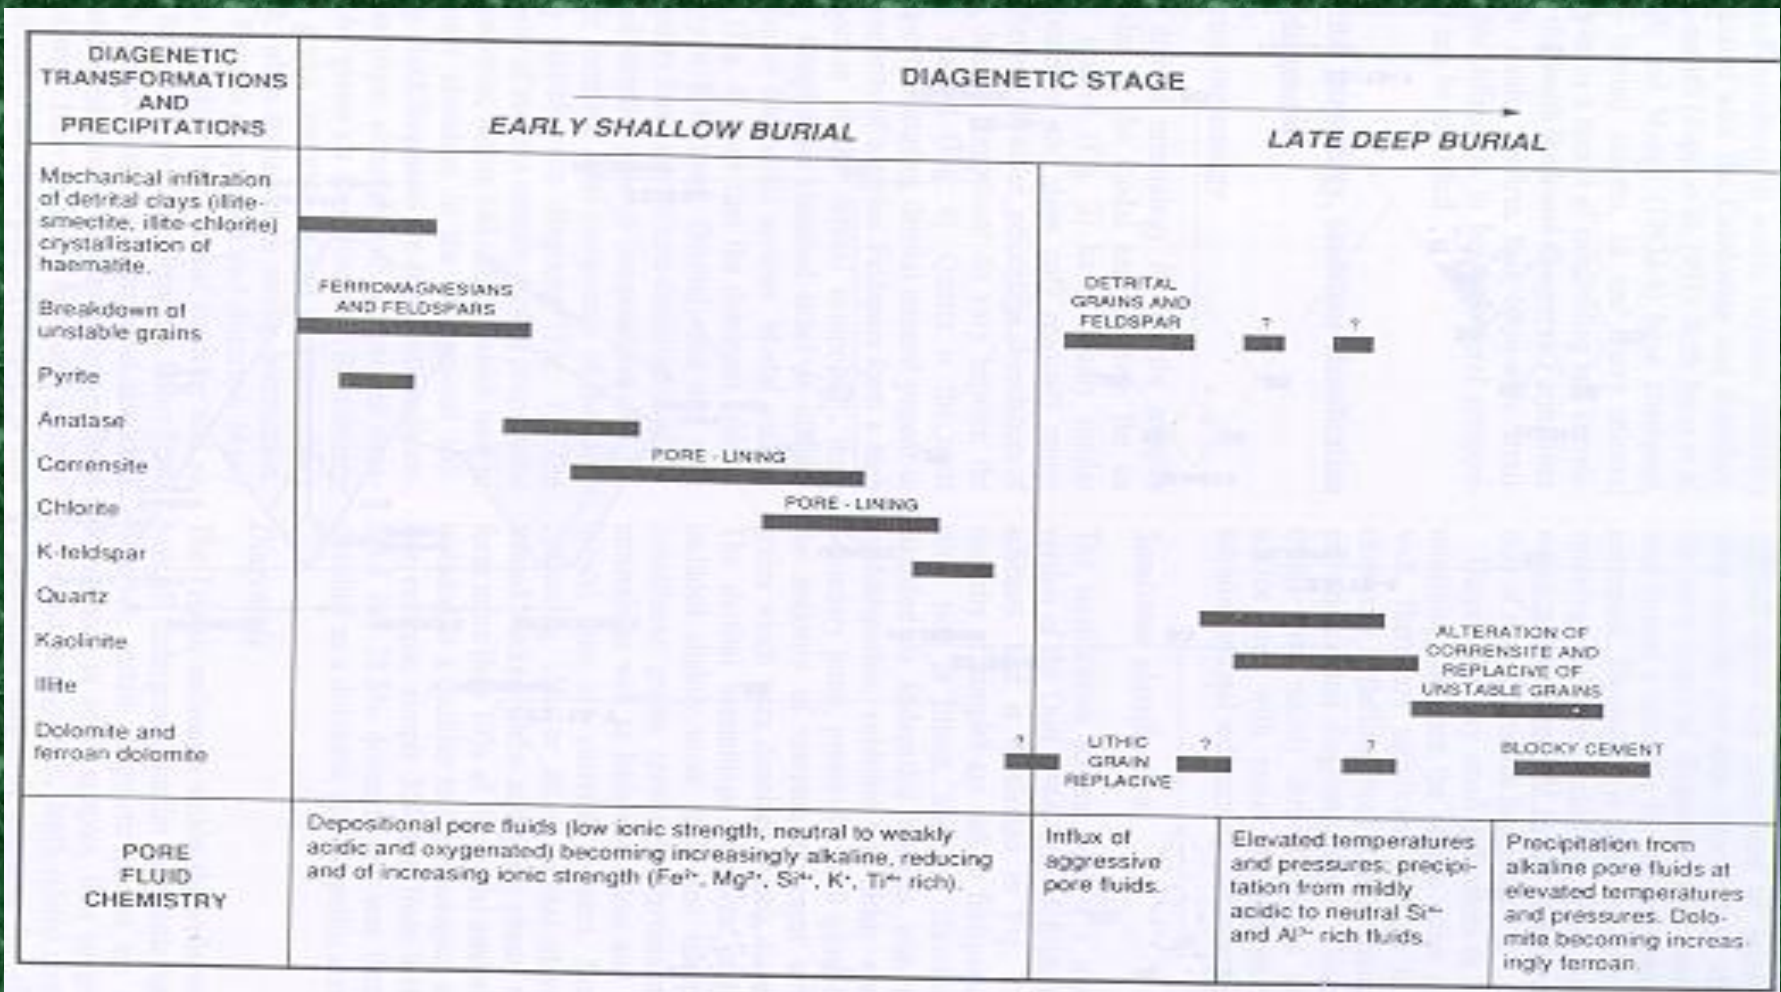 DIAGENETIC
TRANSFORMATIONS
AND
PRECIPITATIONS
DIAGENETIC STAGE
EARLY SHALLOW BURIAL
LATE DEEP BURIAL
Mechanical infiltration
of detrital clays (illite-
smectite, illite-chlorite)
crystallisation of
haematite.
Breakdown of
unstable grains
FERROMAGNESIANS
AND FELDSPARS
DETRITAL
GRAINS AND
FELDSPAR
?
?
Pyrite
Anatase
Corrensite
PORE - LINING
Chlorite
PORE - LINING
K-feldspar
Quartz
Kaolinite
Illite
ALTERATION OF
CORRENSITE AND
REPLACIVE OF
UNSTABLE GRAINS
Dolomite and
ferroan dolomite
?
LITHIC
GRAIN
REPLACIVE
?
?
BLOCKY CEMENT
PORE
FLUID
CHEMISTRY
Depositional pore fluids (low ionic strength, neutral to weakly
acidic and oxygenated) becoming increasingly alkaline, reducing
and of increasing ionic strength (Fe²⁺, Mg²⁺, Si⁴⁺, K⁺, Ti⁴⁺ rich).
Influx of
aggressive
pore fluids.
Elevated temperatures
and pressures; precipi-
tation from mildly
acidic to neutral Si⁴⁺
and Al³⁺ rich fluids.
Precipitation from
alkaline pore fluids at
elevated temperatures
and pressures. Dolo-
mite becoming increas-
ingly ferroan.